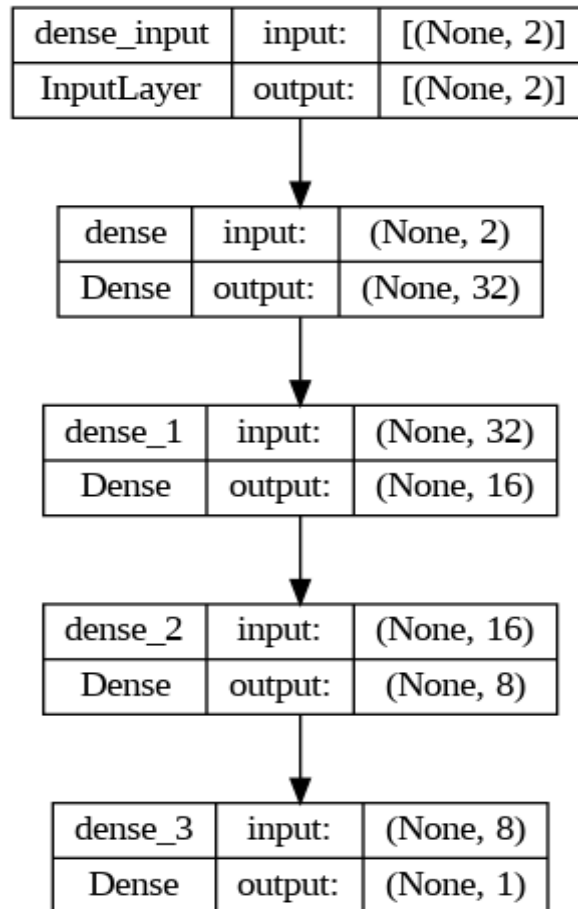 dense_input input: [(None, 2)]
InputLayer output: [(None, 2)]
dense input: (None, 2)
Dense output: (None, 32)
dense_1 input: (None, 32)
Dense output: (None, 16)
dense_2 input: (None, 16)
Dense output: (None, 8)
dense_3 input: (None, 8)
Dense output: (None, 1)